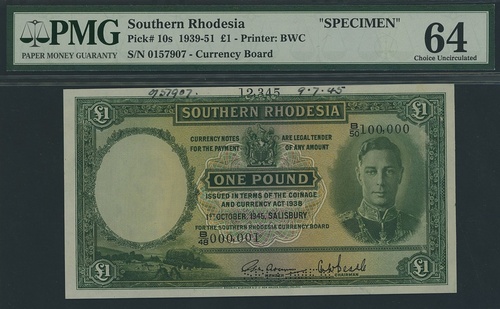 PMG
PAPER MONEY GUARANTY
Southern Rhodesia
"SPECIMEN"
Pick# 10s 1939-51 £1 - Printer: BWC
S/N 0157907 - Currency Board
64
Choice Uncirculated
0157907.
12,345
9.7.45
£1
£1
SOUTHERN RHODESIA
CURRENCY NOTES ARE LEGAL TENDER
FOR THE PAYMENT OF ANY AMOUNT
B/50 100,000
ONE POUND
ISSUED IN TERMS OF THE COINAGE
AND CURRENCY ACT 1938
1ST OCTOBER, 1945, SALISBURY
FOR THE SOUTHERN RHODESIA CURRENCY BOARD
B/48 000,001
£1
£1
CHAIRMAN